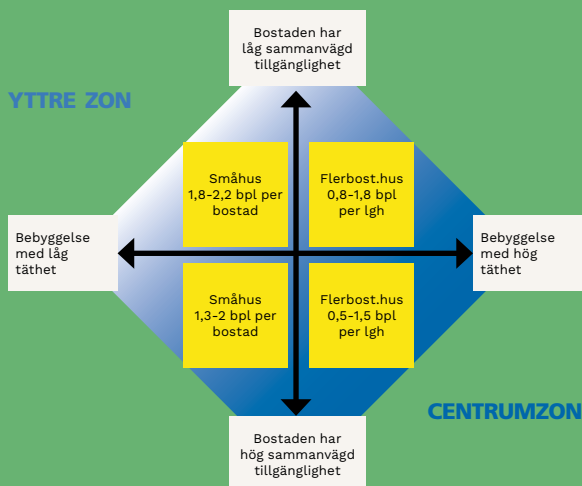 Bostaden har
låg sammanvägd
tillgänglighet
YTTRE ZON
Småhus
1,8-2,2 bpl per
bostad
Flerbost.hus
0,8-1,8 bpl
per lgh
Bebyggelse
med låg
täthet
Bebyggelse
med hög
täthet
Småhus
1,3-2 bpl per
bostad
Flerbost.hus
0,5-1,5 bpl
per lgh
CENTRUMZON
Bostaden har
hög sammanvägd
tillgänglighet